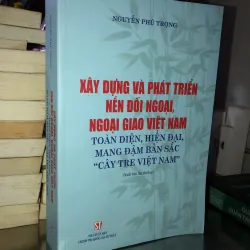 NGUYỄN PHÚ TRỌNG
XÂY DỰNG VÀ PHÁT TRIỂN
NỀN ĐỐI NGOẠI,
NGOẠI GIAO VIỆT NAM
TOÀN DIỆN, HIỆN ĐẠI,
MANG ĐẬM BẢN SẮC
“CÂY TRE VIỆT NAM”